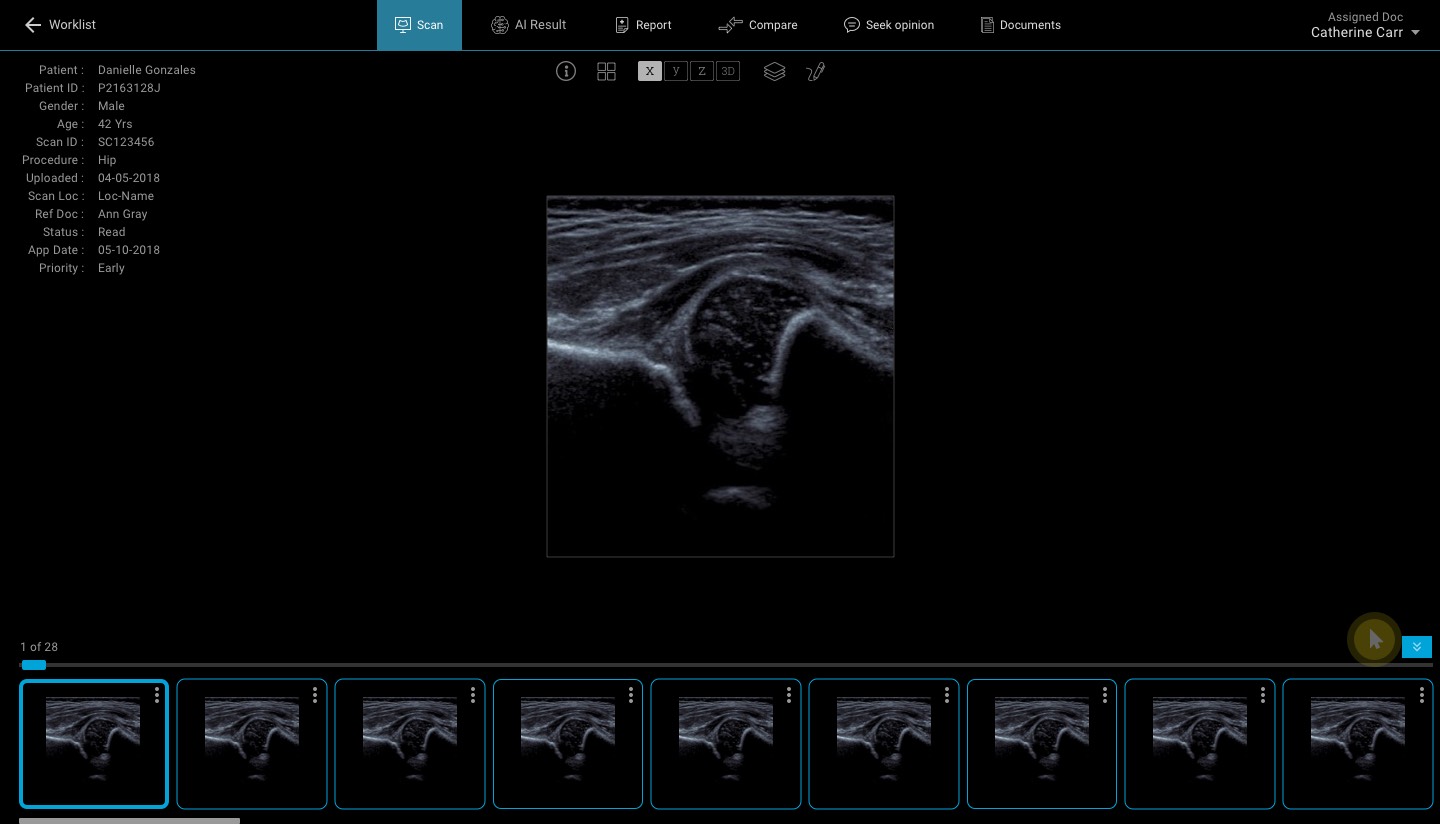 Worklist
Scan
AI Result
Report
Compare
Seek opinion
Documents
Assigned Doc
Catherine Carr
Patient : Danielle Gonzales
Patient ID : P2163128J
Gender : Male
Age : 42 Yrs
Scan ID : SC123456
Procedure : Hip
Uploaded : 04-05-2018
Scan Loc : Loc-Name
Ref Doc : Ann Gray
Status : Read
App Date : 05-10-2018
Priority : Early
x y z 3D
1 of 28